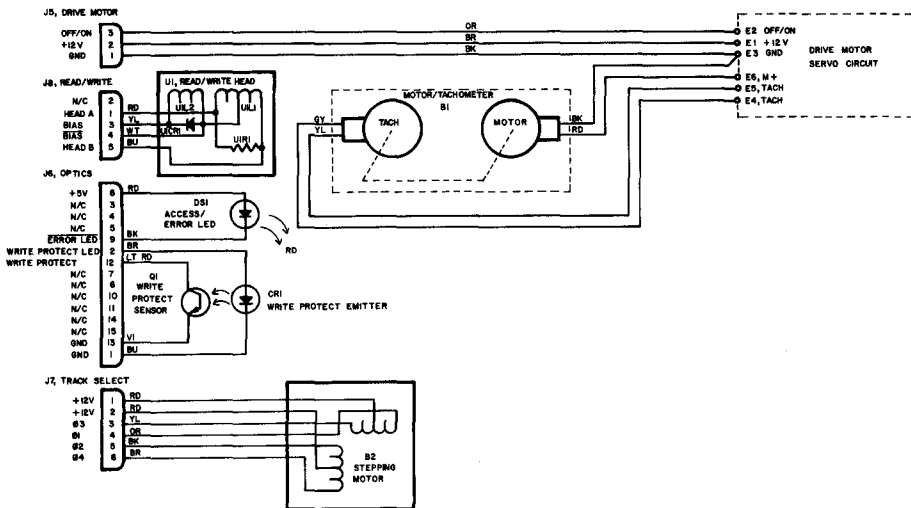 J5, DRIVE MOTOR
OFF/ON 3 OR E2 OFF/ON
+12V 2 BR E1 +12V
GND 1 BK E3 GND
DRIVE MOTOR
SERVO CIRCUIT
E6, M+
E5, TACH
E4, TACH
J8, READ/WRITE
N/C 2
HEAD A 1 RD
BIAS 3 YL
BIAS 4 WT
HEAD B 5 BU
U1, READ/WRITE HEAD
U1L2 U1L1
U1CR1
U1R1
MOTOR/TACHOMETER
B1
GY
YL
TACH
MOTOR
BK
RD
J6, OPTICS
+5V 8 RD
N/C 3
N/C 4
N/C 5
ERROR LED 9 BK
WRITE PROTECT LED 2 BR
WRITE PROTECT 12 LT RD
N/C 7
N/C 6
N/C 10
N/C 11
N/C 14
N/C 15
GND 13 VI
GND 1 BU
DS1
ACCESS/
ERROR LED
RD
Q1
WRITE
PROTECT
SENSOR
CR1
WRITE PROTECT EMITTER
J7, TRACK SELECT
+12V 1 RD
+12V 2 RD
Ø3 3 YL
Ø1 4 OR
Ø2 5 BK
Ø4 6 BR
B2
STEPPING
MOTOR